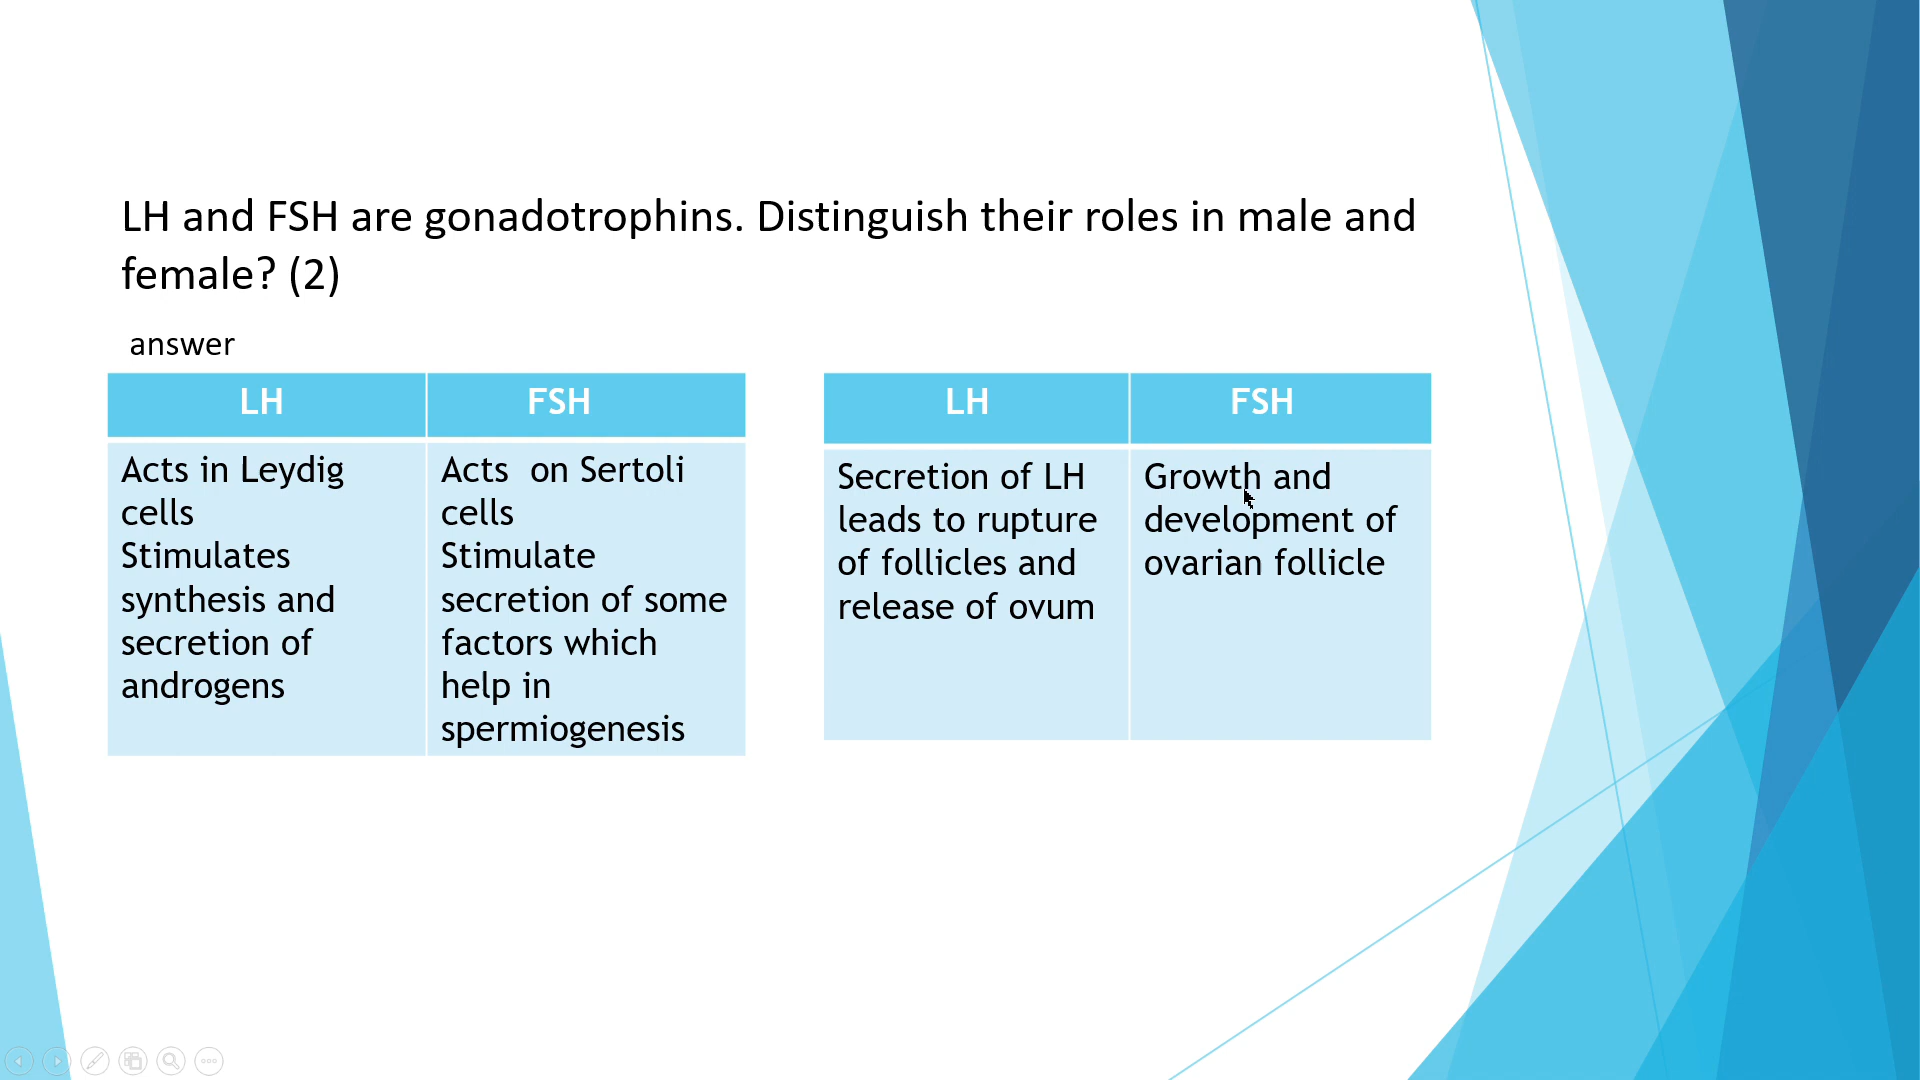 LH and FSH are gonadotrophins. Distinguish their roles in male and
female? (2)
answer
LH
FSH
Acts in Leydig
cells
Stimulates
synthesis and
secretion of
androgens
Acts  on Sertoli
cells
Stimulate
secretion of some
factors which
help in
spermiogenesis
LH
FSH
Secretion of LH
leads to rupture
of follicles and
release of ovum
Growth and
development of
ovarian follicle